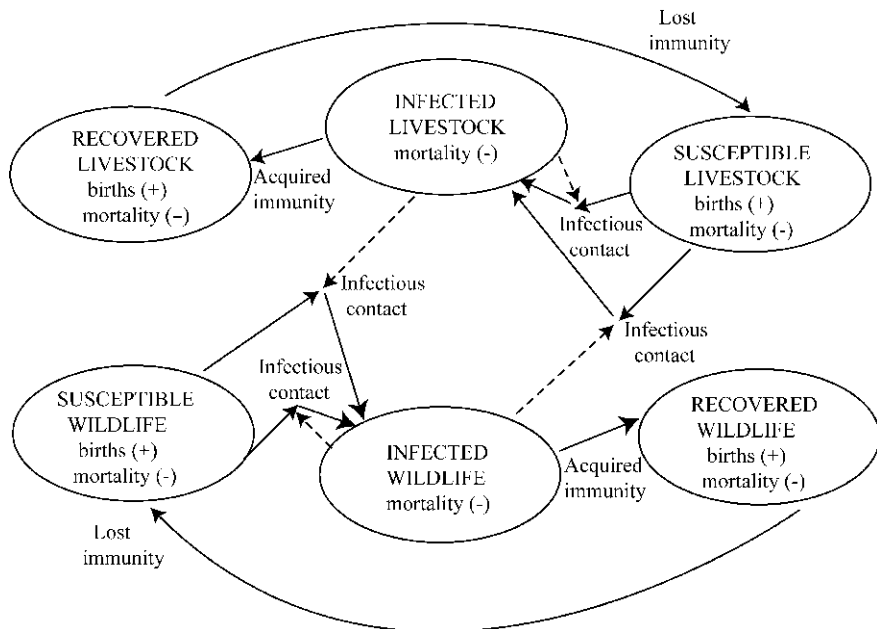 Lost
immunity
INFECTED
LIVESTOCK
mortality (-)
RECOVERED
LIVESTOCK
births (+)
mortality (–)
Acquired
immunity
SUSCEPTIBLE
LIVESTOCK
births (+)
mortality (-)
Infectious
contact
Infectious
contact
Infectious
contact
Infectious
contact
SUSCEPTIBLE
WILDLIFE
births (+)
mortality (-)
INFECTED
WILDLIFE
mortality (-)
Acquired
immunity
RECOVERED
WILDLIFE
births (+)
mortality (-)
Lost
immunity